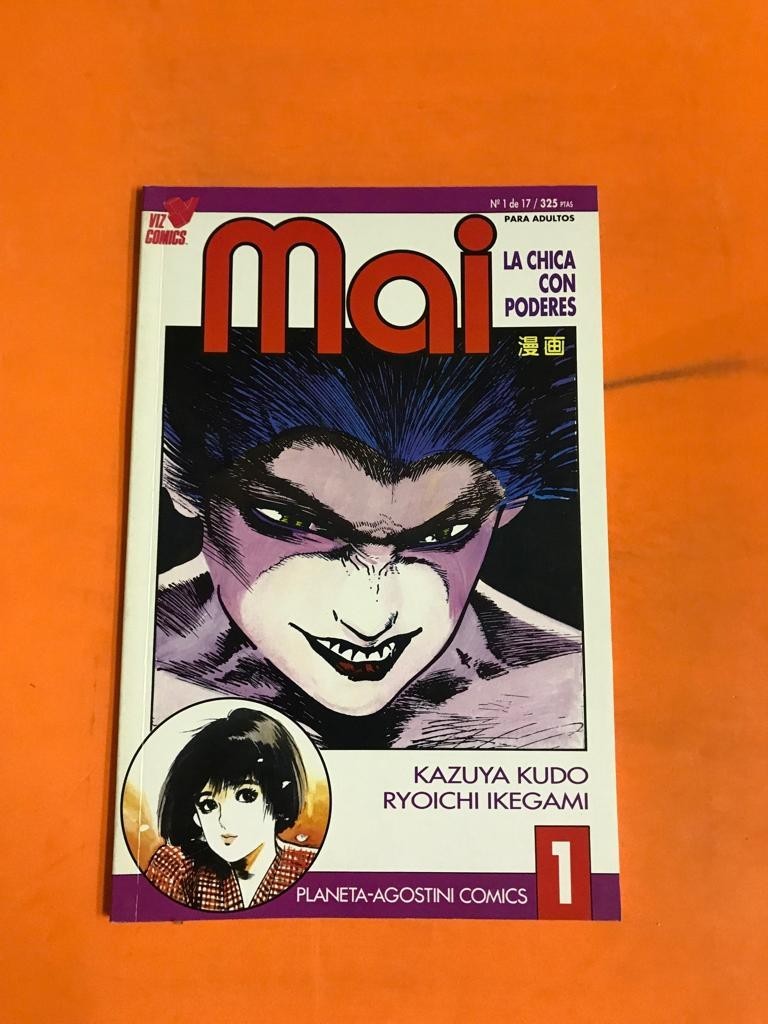 VIZ
COMICS™
Nº 1 de 17 / 325 PTAS
PARA ADULTOS
mai
LA CHICA
CON
PODERES
漫画
KAZUYA KUDO
RYOICHI IKEGAMI
PLANETA-AGOSTINI COMICS
1